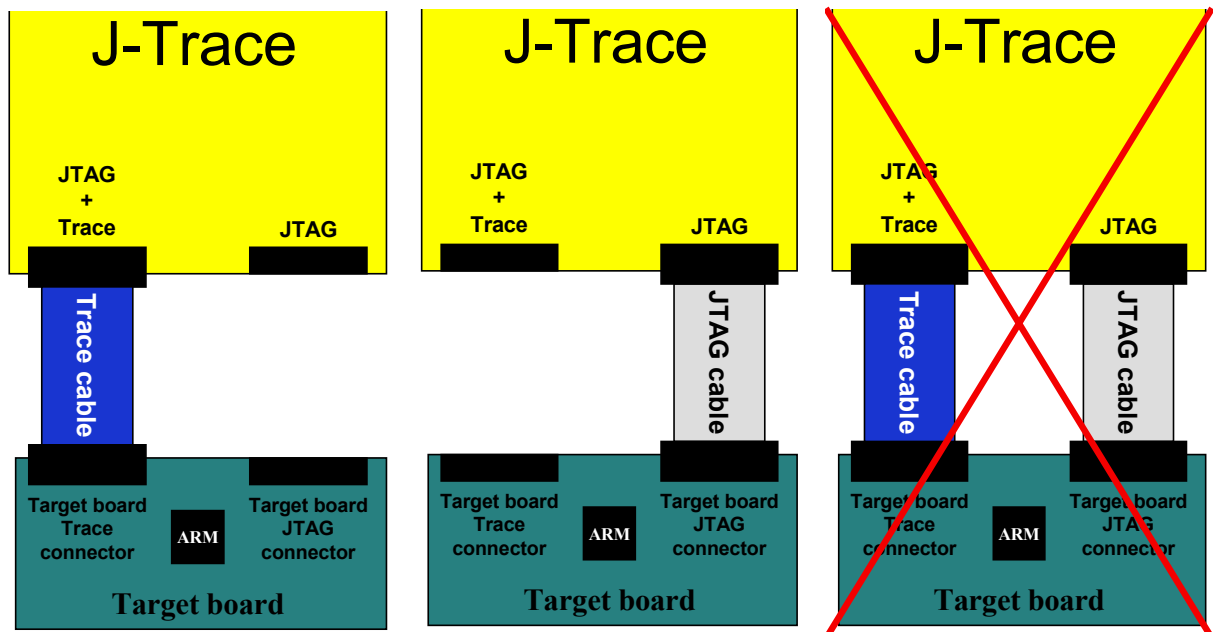 J-Trace
JTAG
+
Trace
JTAG
Trace cable
Target board
Trace
connector
ARM
Target board
JTAG
connector
Target board
J-Trace
JTAG
+
Trace
JTAG
JTAG cable
Target board
Trace
connector
ARM
Target board
JTAG
connector
Target board
J-Trace
JTAG
+
Trace
JTAG
Trace cable
JTAG cable
Target board
Trace
connector
ARM
Target board
JTAG
connector
Target board